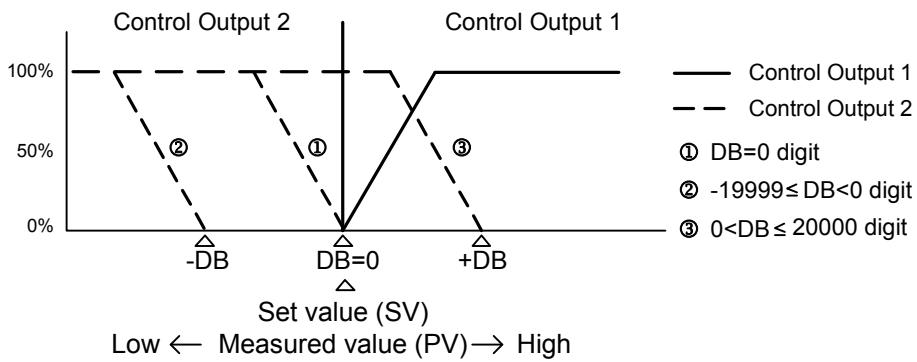 Control Output 2
Control Output 1
100%
50%
0%
②
①
③
-DB
DB=0
+DB
Set value (SV)
Low ← Measured value (PV) → High
Control Output 1
Control Output 2
① DB=0 digit
② -19999≤DB<0 digit
③ 0<DB≤20000 digit